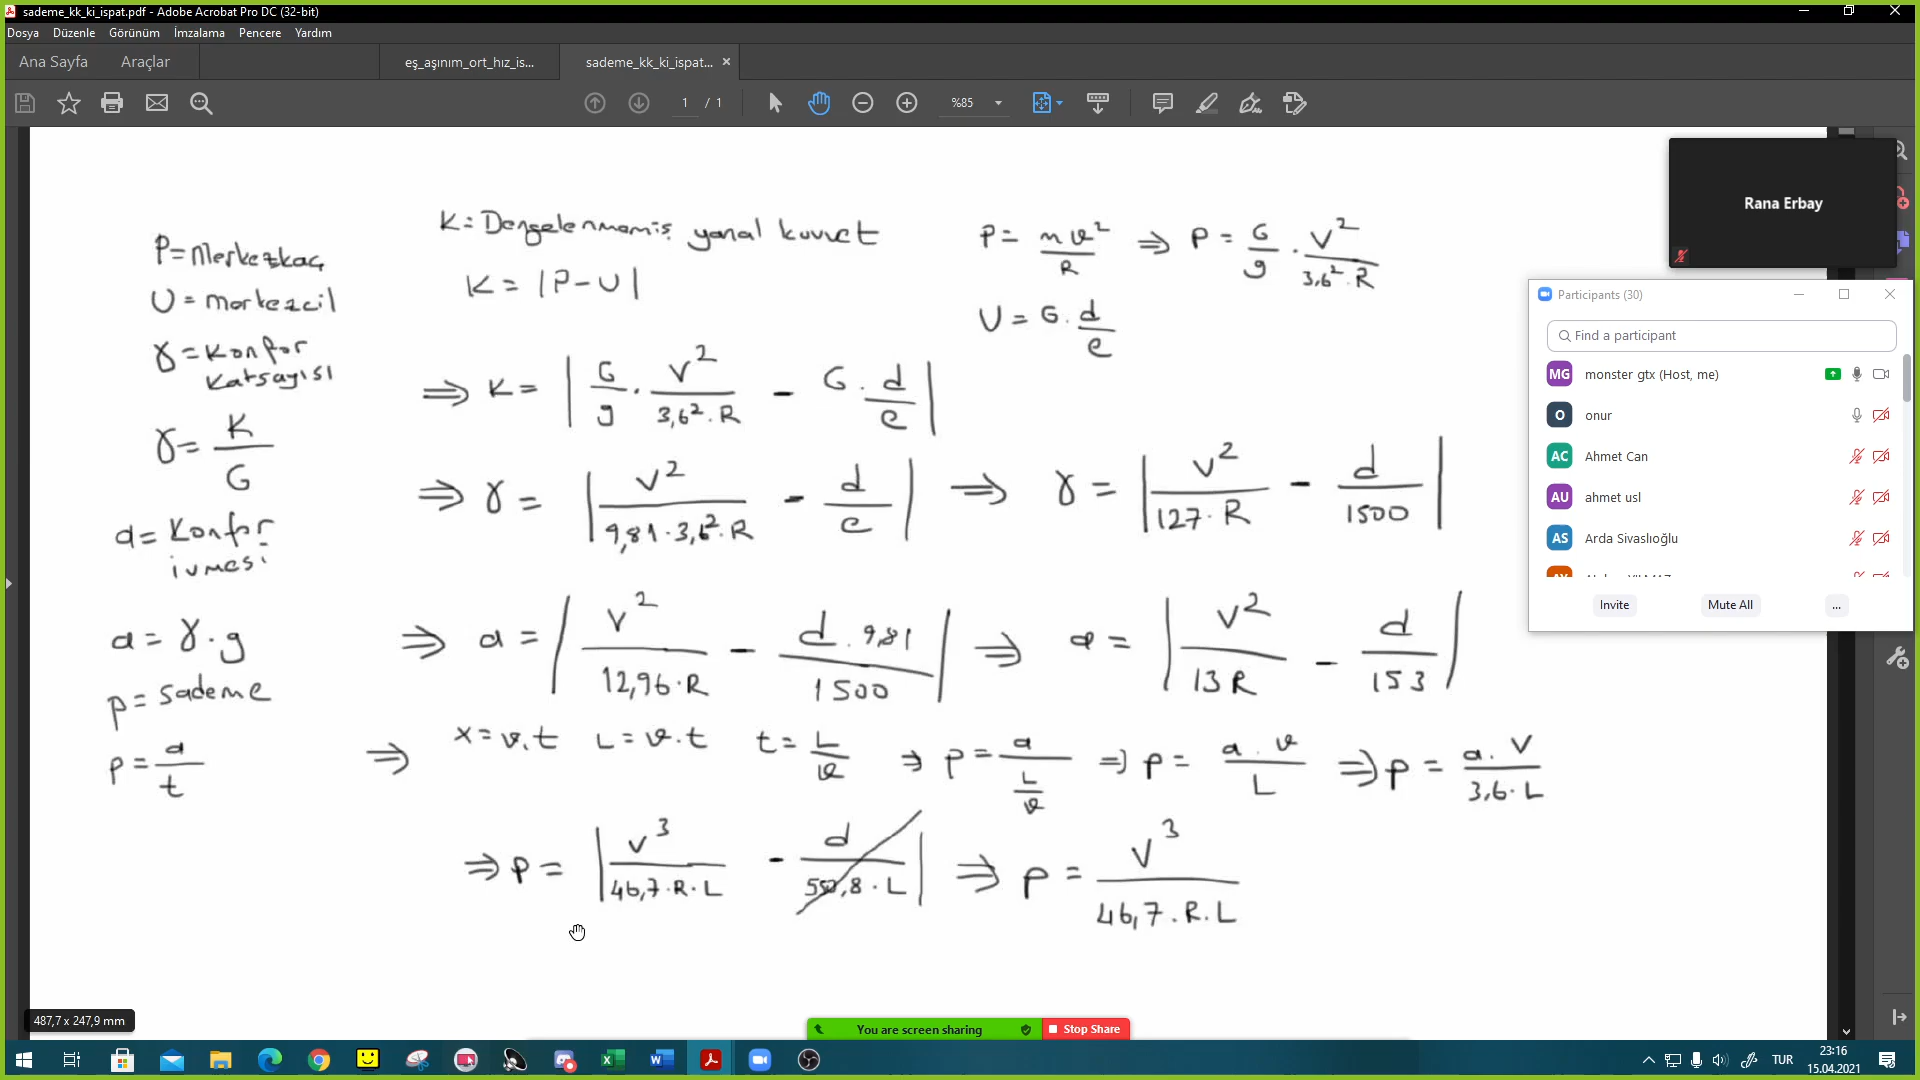 sademe_kk_ki_ispat.pdf - Adobe Acrobat Pro DC (32-bit)
Dosya Düzenle Görünüm İmzalama Pencere Yardım
Ana Sayfa Araçlar eş_aşınım_ort_hız_is... sademe_kk_ki_ispat... ×
1 / 1 %85
Rana Erbay
K = Dengelenmemiş yanal kuvvet
P = mϑ²/R ⇒ P = G/g · V²/3,6²·R
P = Merkezkaç
U = merkezcil
K = |P-U|
U = G · d/e
γ = Konfor katsayısı
⇒ K = |G/g · V²/3,6²·R - G · d/e|
γ = K/G
⇒ γ = |V²/9,81·3,6²·R - d/e| ⇒ γ = |V²/127·R - d/1500|
a = Konfor ivmesi
a = γ·g ⇒ a = |V²/12,96·R - d·9,81/1500| ⇒ a = |V²/13R - d/153|
p = sademe
p = a/t ⇒ x = ϑ.t L = ϑ.t t = L/ϑ ⇒ p = a/(L/ϑ) ⇒ p = a.ϑ/L ⇒ p = a.V/3,6·L
⇒ p = |V³/46,7·R·L - d/550,8·L| ⇒ p = V³/46,7.R.L
Participants (30)
Find a participant
MG monster gtx (Host, me)
O onur
AC Ahmet Can
AU ahmet usl
AS Arda Sivaslıoğlu
Invite Mute All ...
487,7 x 247,9 mm
You are screen sharing Stop Share
TUR 23:16
15.04.2021